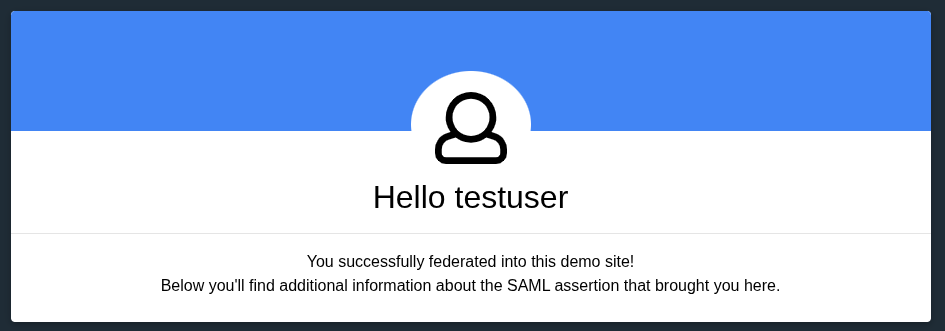 Hello testuser
You successfully federated into this demo site!
Below you'll find additional information about the SAML assertion that brought you here.